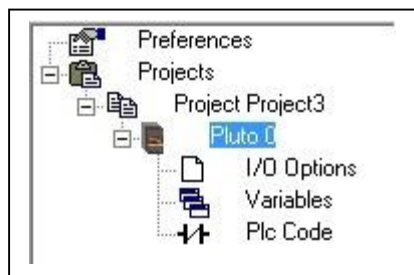 Preferences
Projects
Project Project3
Pluto 0
I/O Options
Variables
Plc Code